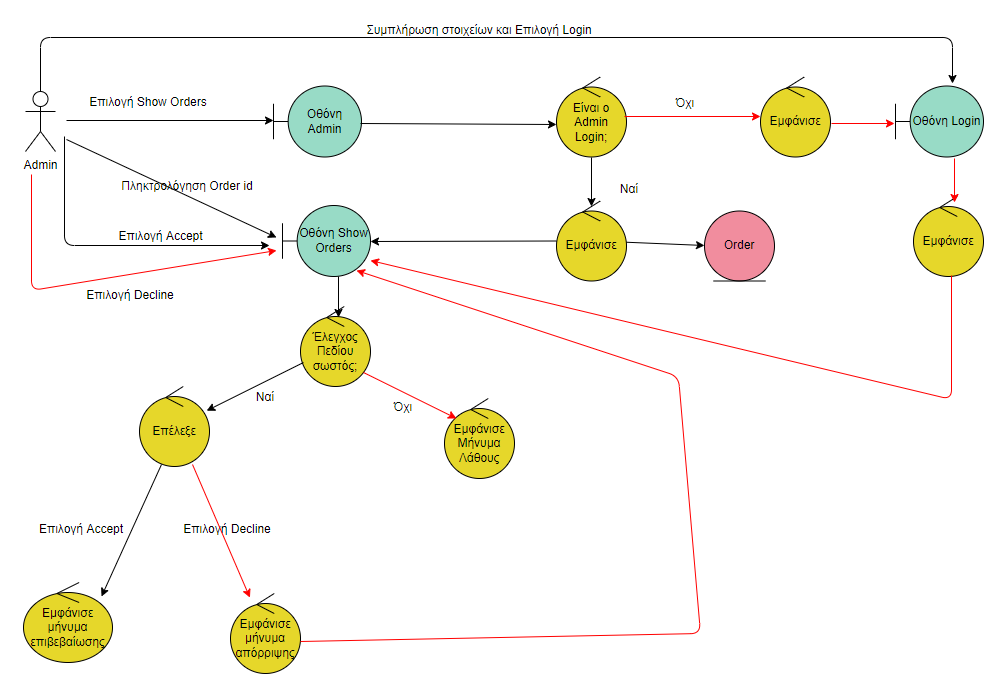 Συμπλήρωση στοιχείων και Επιλογή Login
Επιλογή Show Orders
Οθόνη
Admin
Είναι ο
Admin
Login;
Όχι
Εμφάνισε
Οθόνη Login
Admin
Πληκτρολόγηση Order id
Ναί
Επιλογή Accept
Οθόνη Show
Orders
Εμφάνισε
Order
Εμφάνισε
Επιλογή Decline
Έλεγχος
Πεδίου
σωστός;
Ναί
Όχι
Επέλεξε
Εμφάνισε
Μήνυμα
Λάθους
Επιλογή Accept
Επιλογή Decline
Εμφάνισε
μήνυμα
επιβεβαίωσης
Εμφάνισε
μήνυμα
απόρριψης